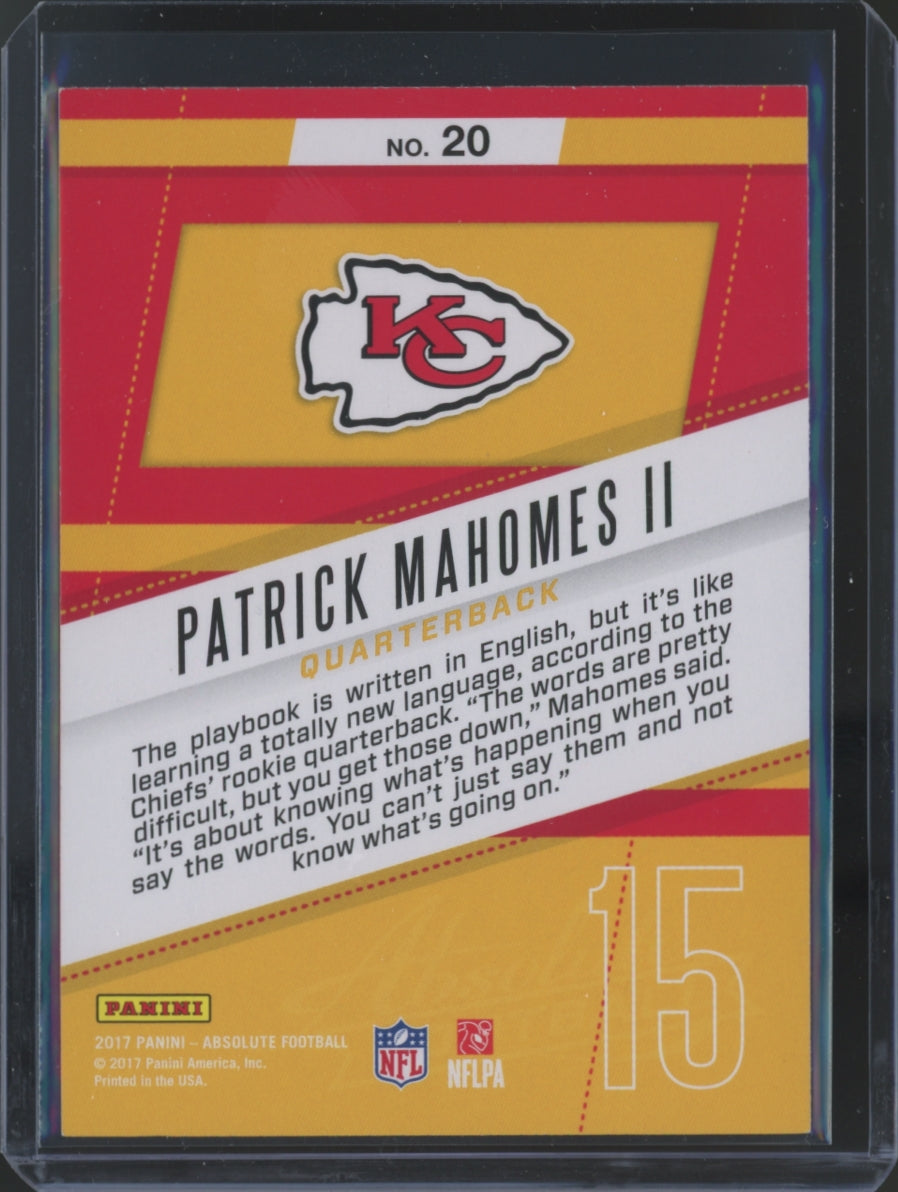 NO. 20
KC
PATRICK MAHOMES II
QUARTERBACK
The playbook is written in English, but it's like
learning a totally new language, according to the
Chiefs' rookie quarterback. “The words are pretty
difficult, but you get those down,” Mahomes said.
“It's about knowing what's happening when you
say the words. You can't just say them and not
know what's going on.”
15
PANINI
2017 PANINI – ABSOLUTE FOOTBALL
© 2017 Panini America, Inc.
Printed in the USA.
NFL
NFLPA